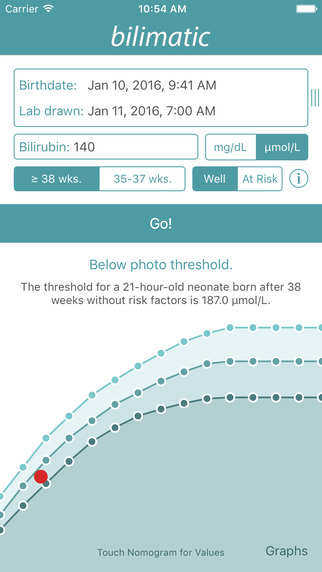 Carrier 10:54 AM
bilimatic
Birthdate: Jan 10, 2016, 9:41 AM
Lab drawn: Jan 11, 2016, 7:00 AM
Bilirubin: 140 mg/dL µmol/L
≥ 38 wks. 35-37 wks. Well At Risk i
Go!
Below photo threshold.
The threshold for a 21-hour-old neonate born after 38
weeks without risk factors is 187.0 µmol/L.
Touch Nomogram for Values Graphs